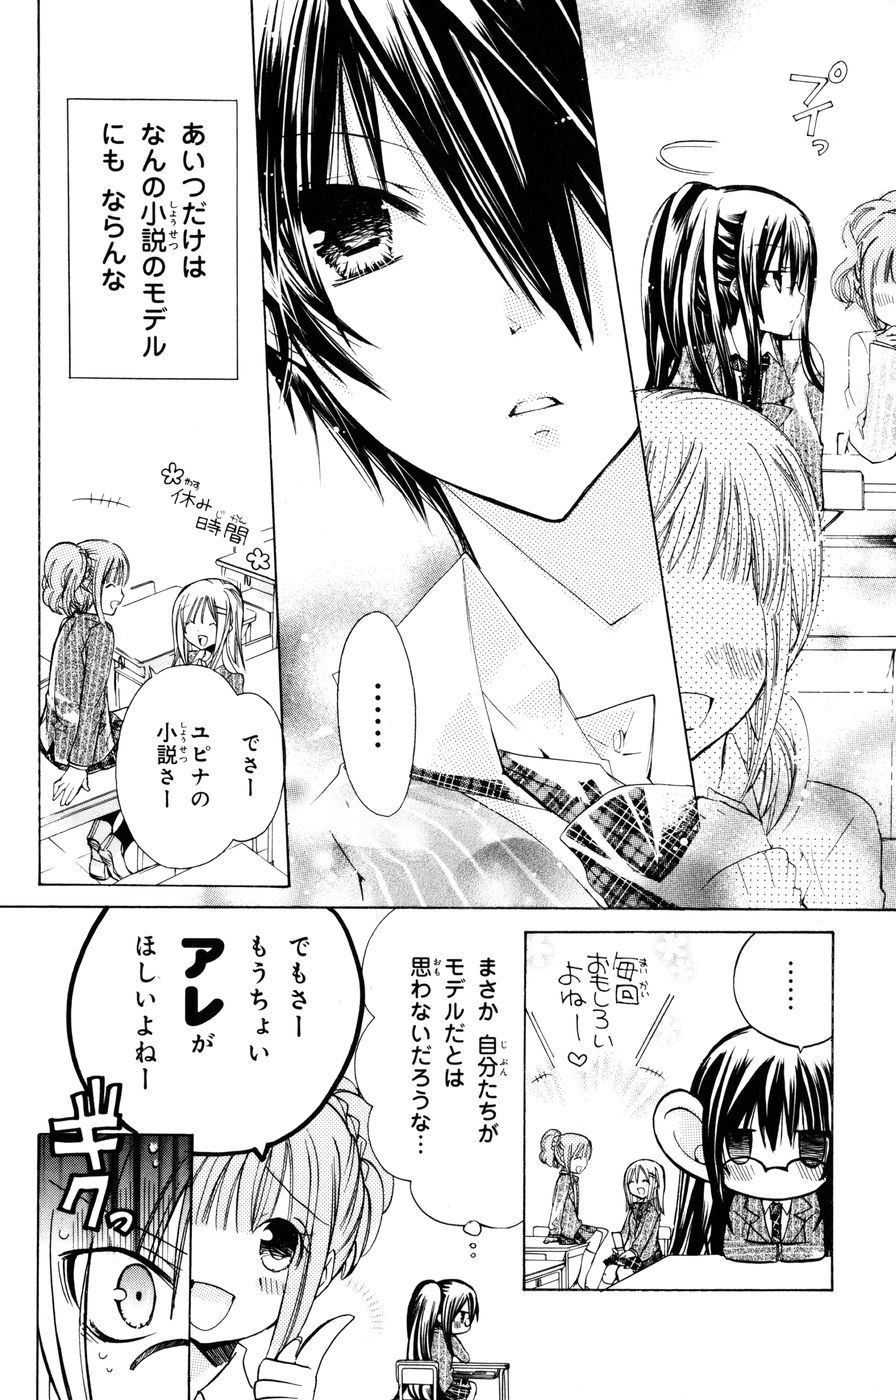 プイっ
……
あいつだけは
なんの小説のモデル
にも ならんな
休み
時間
でさー
ユピナの
小説さー
……
毎回
おもしろい
よねー♡
まさか 自分たちが
モデルだとは
思わないだろうな…
でもさー
もうちょい
アレが
ほしいよねー
ギクっ